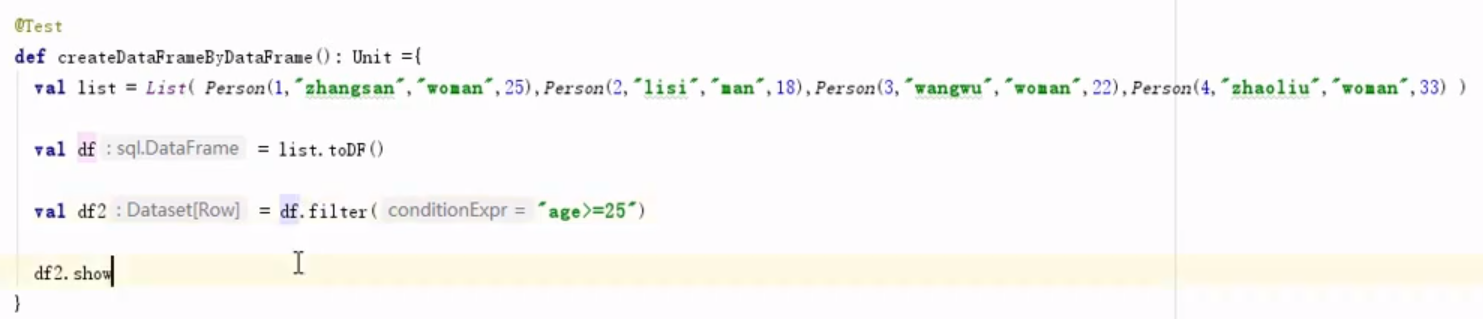 @Test
def createDataFrameByDataFrame(): Unit ={
val list = List( Person(1,"zhangsan","woman",25),Person(2,"lisi","man",18),Person(3,"wangwu","woman",22),Person(4,"zhaoliu","woman",33) )
val df : sql.DataFrame = list.toDF()
val df2 : Dataset[Row] = df.filter( conditionExpr = "age>=25")
df2.show
}